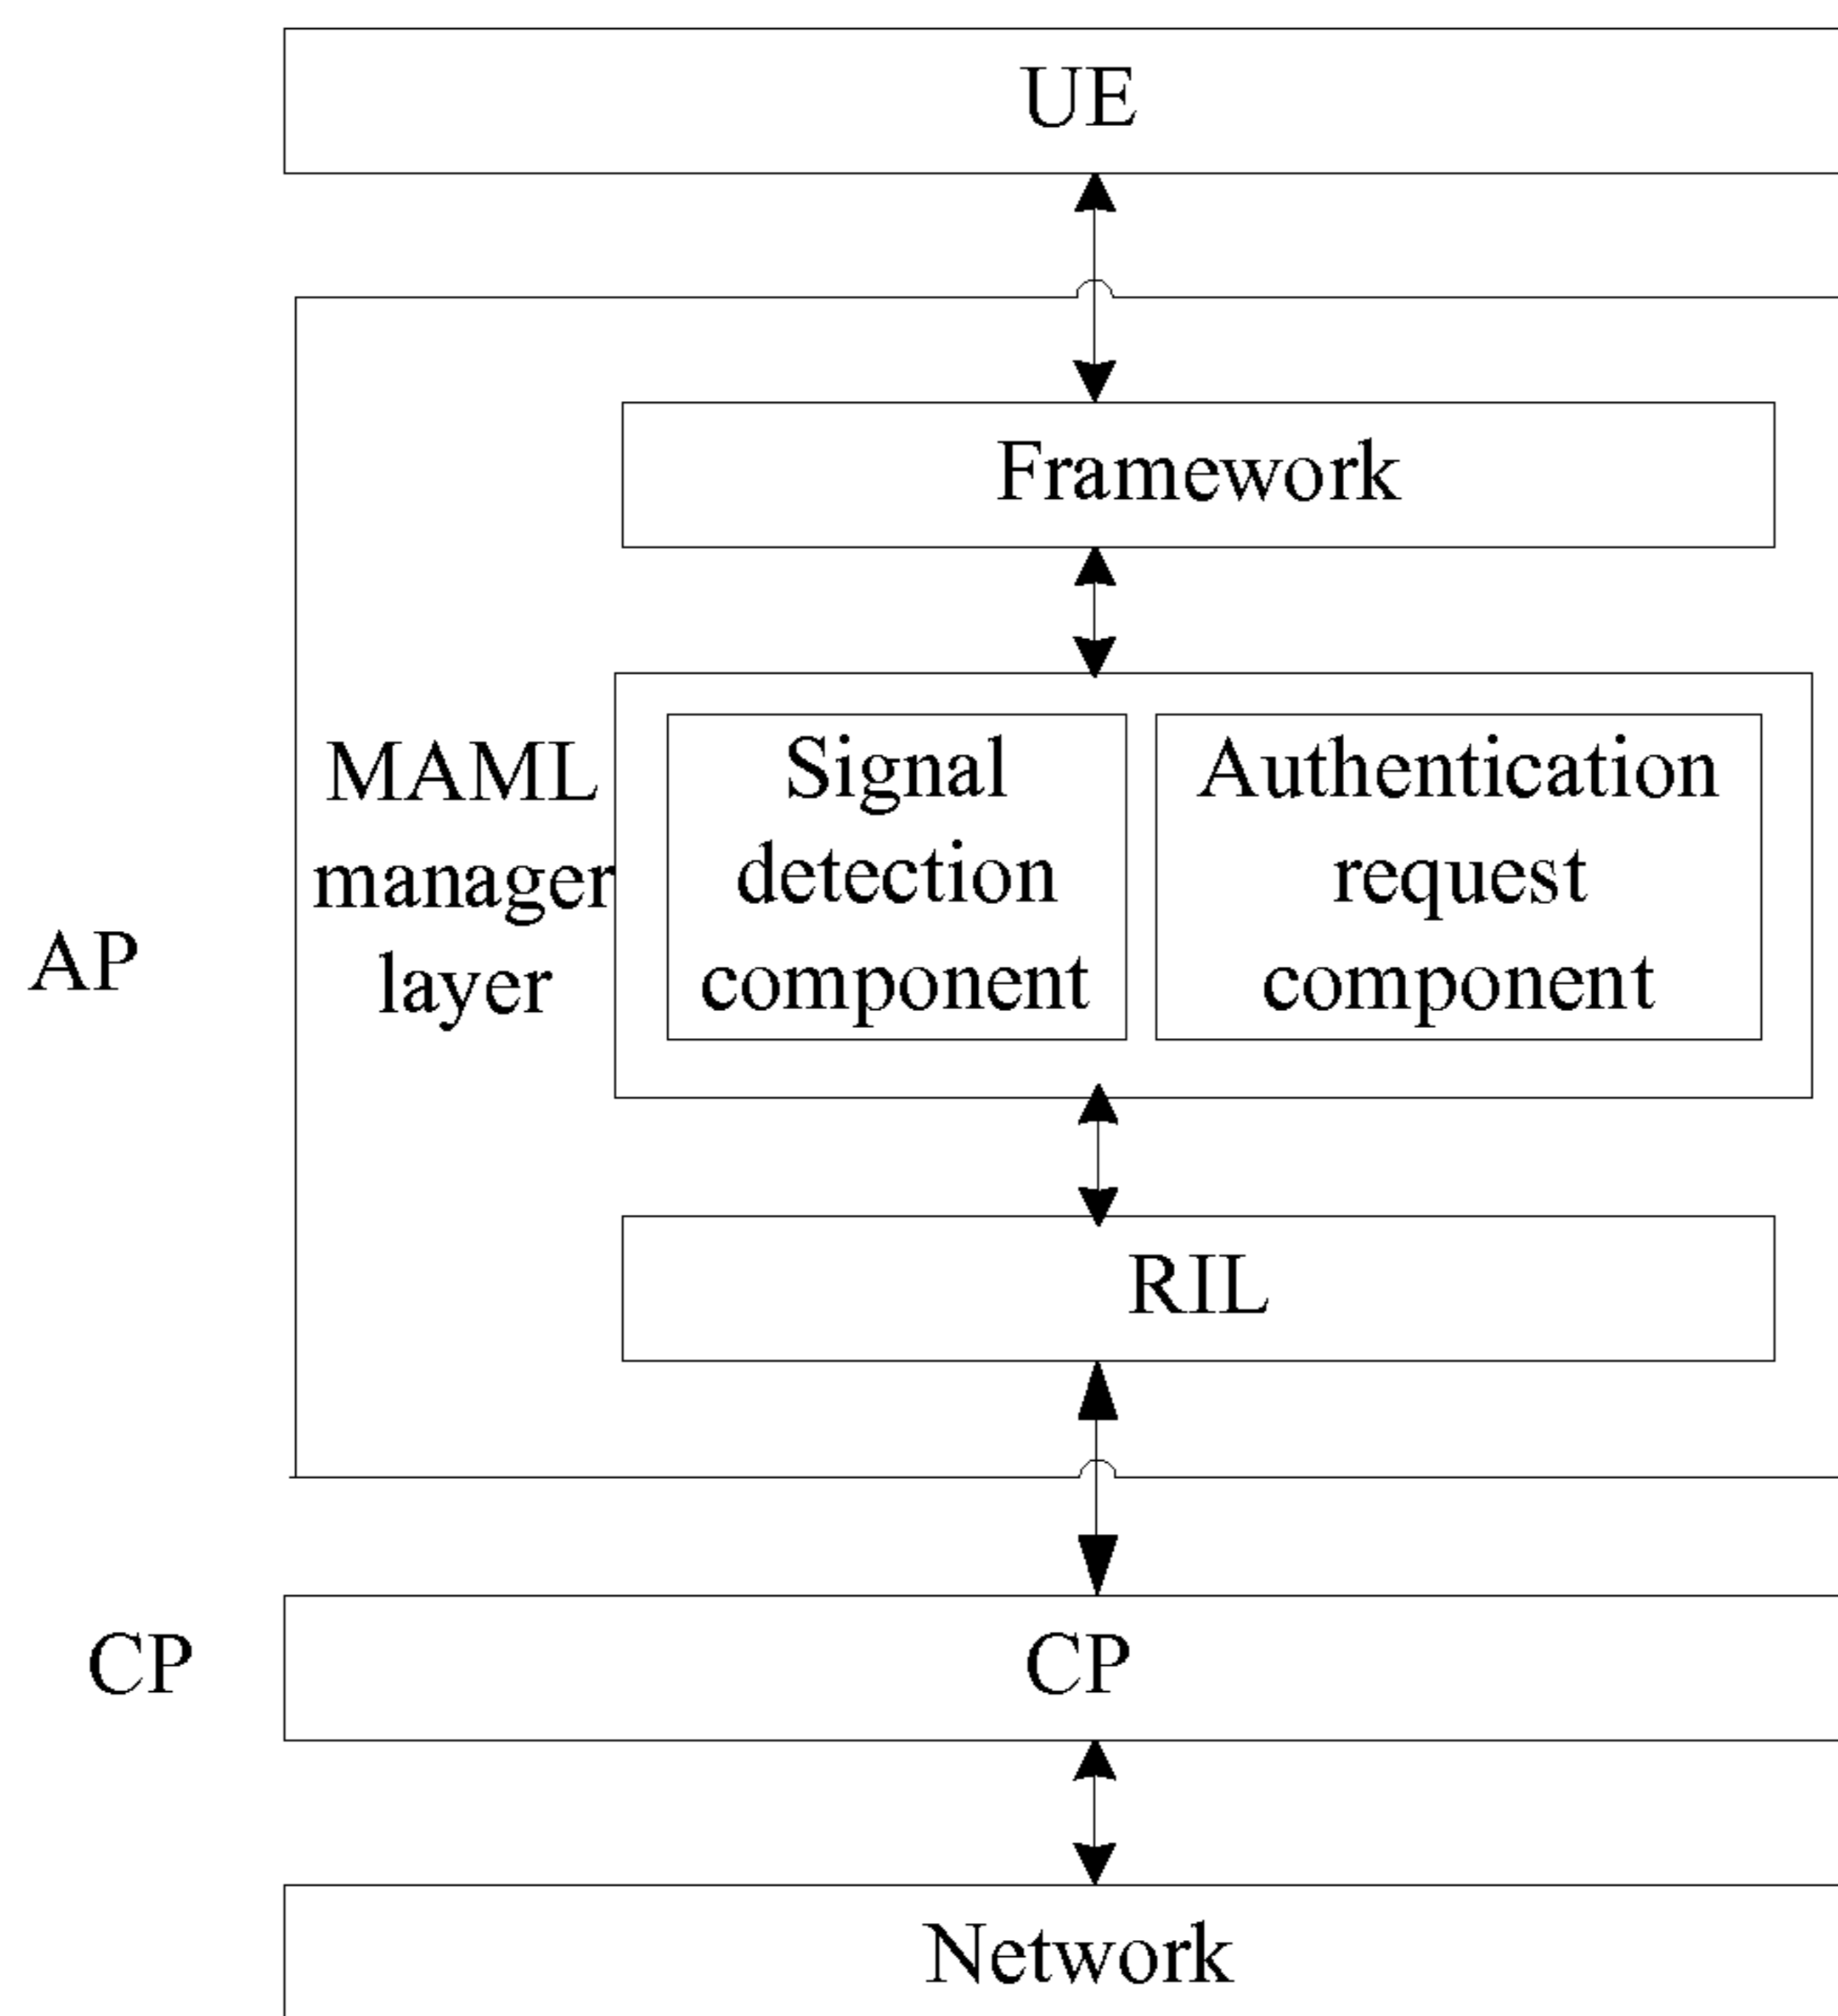 UE
Framework
MAML
manager
layer
Signal
detection
component
Authentication
request
component
AP
RIL
CP
CP
Network